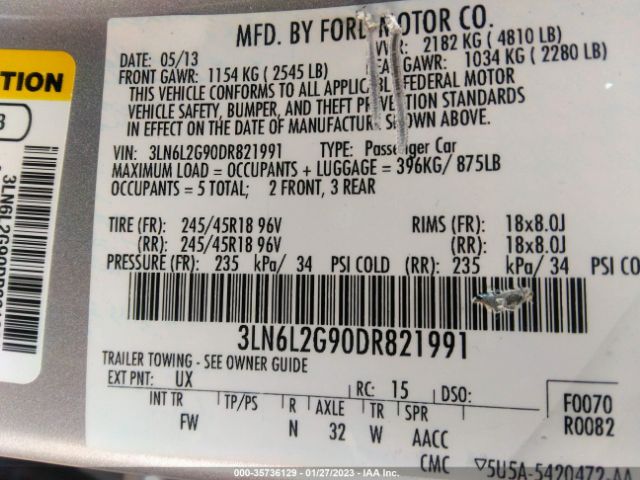 MFD. BY FORD MOTOR CO.
DATE: 05/13
GVWR: 2182 KG ( 4810 LB)
FRONT GAWR: 1154 KG ( 2545 LB)
GAWR: 1034 KG ( 2280 LB)
THIS VEHICLE CONFORMS TO ALL APPLICABLE FEDERAL MOTOR
VEHICLE SAFETY, BUMPER, AND THEFT PREVENTION STANDARDS
IN EFFECT ON THE DATE OF MANUFACTURE SHOWN ABOVE.
VIN: 3LN6L2G90DR821991 TYPE: Passenger Car
MAXIMUM LOAD = OCCUPANTS + LUGGAGE = 396KG/ 875LB
OCCUPANTS = 5 TOTAL; 2 FRONT, 3 REAR
TIRE (FR): 245/45R18 96V RIMS (FR): 18x8.0J
(RR): 245/45R18 96V (RR): 18x8.0J
PRESSURE (FR): 235 kPa/ 34 PSI COLD (RR): 235 kPa/ 34 PSI CO
3LN6L2G90DR821991
TRAILER TOWING - SEE OWNER GUIDE
EXT PNT: UX RC: 15 DSO:
INT TR TP/PS R AXLE TR SPR
FW N 32 W AACC
F0070
R0082
CMC ▽5U5A-5420472-AA
TION
3LN6L2G90DR
00-35736129 - 01/27/2023 - IAA Inc.